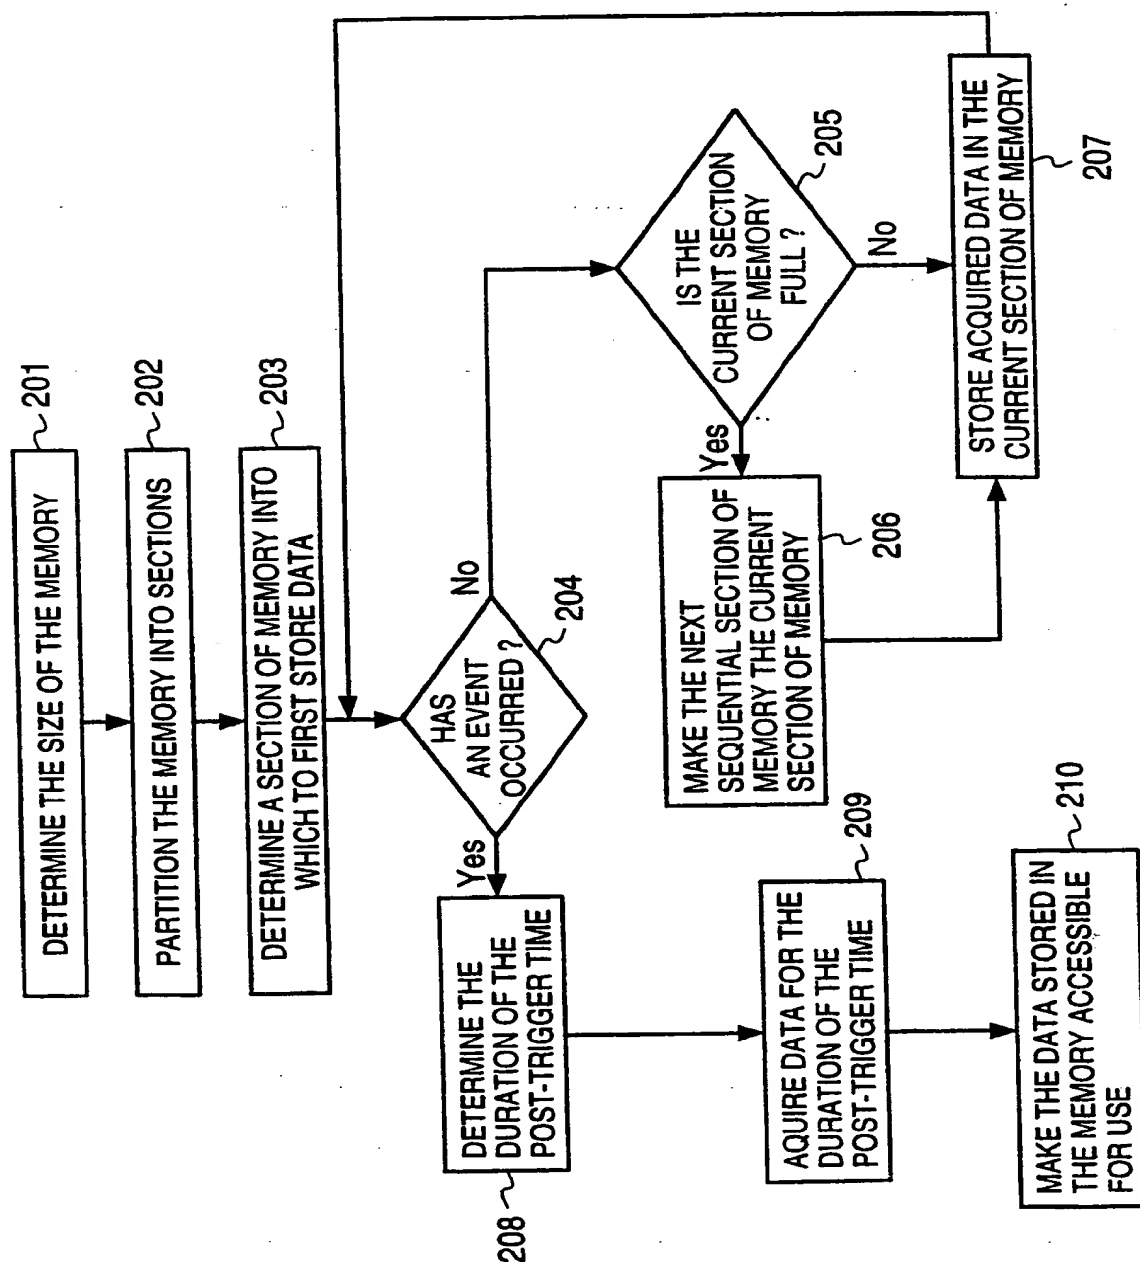 DETERMINE THE SIZE OF THE MEMORY
201
PARTITION THE MEMORY INTO SECTIONS
202
DETERMINE A SECTION OF MEMORY INTO
WHICH TO FIRST STORE DATA
203
HAS
AN EVENT
OCCURRED ?
204
No
Yes
IS THE
CURRENT SECTION
OF MEMORY
FULL ?
205
Yes
No
MAKE THE NEXT
SEQUENTIAL SECTION OF
MEMORY THE CURRENT
SECTION OF MEMORY
206
STORE ACQUIRED DATA IN THE
CURRENT SECTION OF MEMORY
207
DETERMINE THE
DURATION OF THE
POST-TRIGGER TIME
208
AQUIRE DATA FOR THE
DURATION OF THE
POST-TRIGGER TIME
209
MAKE THE DATA STORED IN
THE MEMORY ACCESSIBLE
FOR USE
210